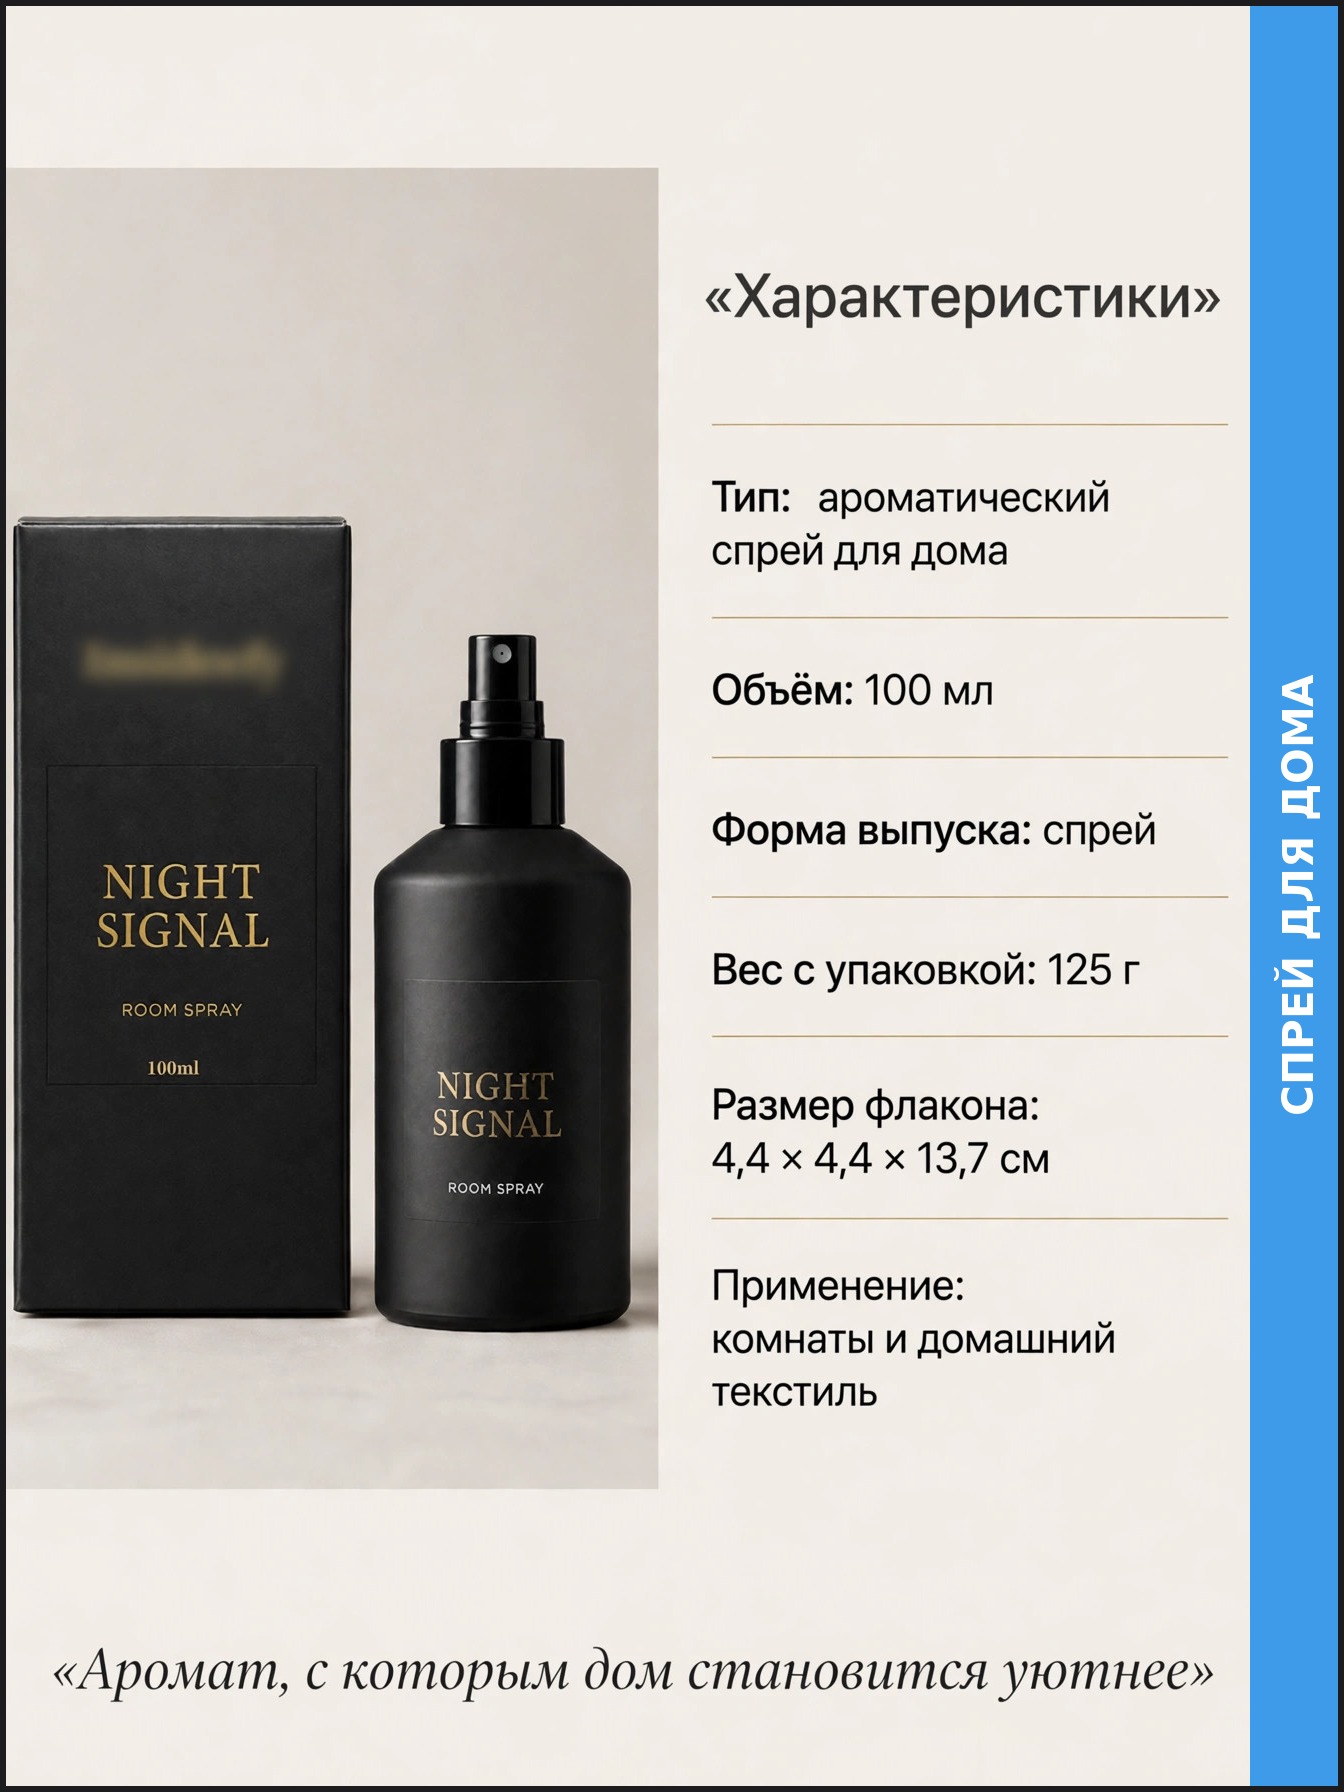 «Характеристики»
Тип: ароматический
спрей для дома
Объём: 100 мл
Форма выпуска: спрей
Вес с упаковкой: 125 г
Размер флакона:
4,4 × 4,4 × 13,7 см
Применение:
комнаты и домашний
текстиль
NIGHT
SIGNAL
ROOM SPRAY
100ml
NIGHT
SIGNAL
ROOM SPRAY
«Аромат, с которым дом становится уютнее»
СПРЕЙ ДЛЯ ДОМА